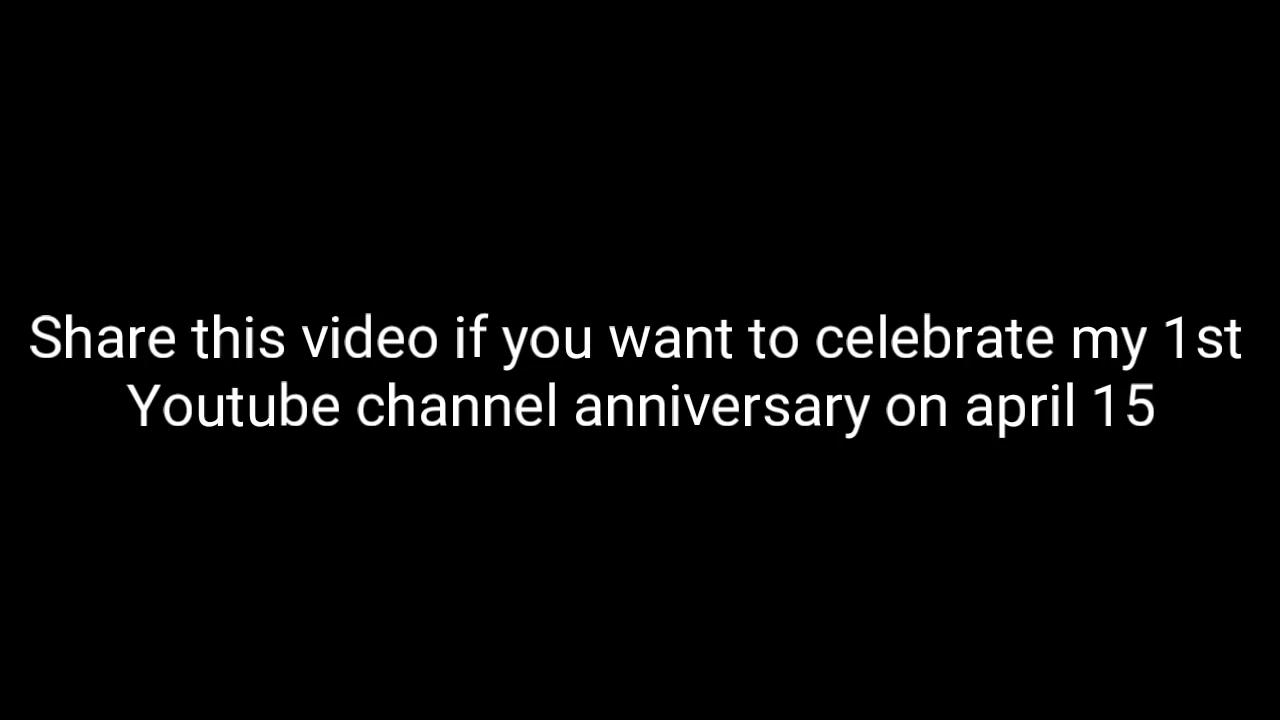 Share this video if you want to celebrate my 1st
Youtube channel anniversary on april 15